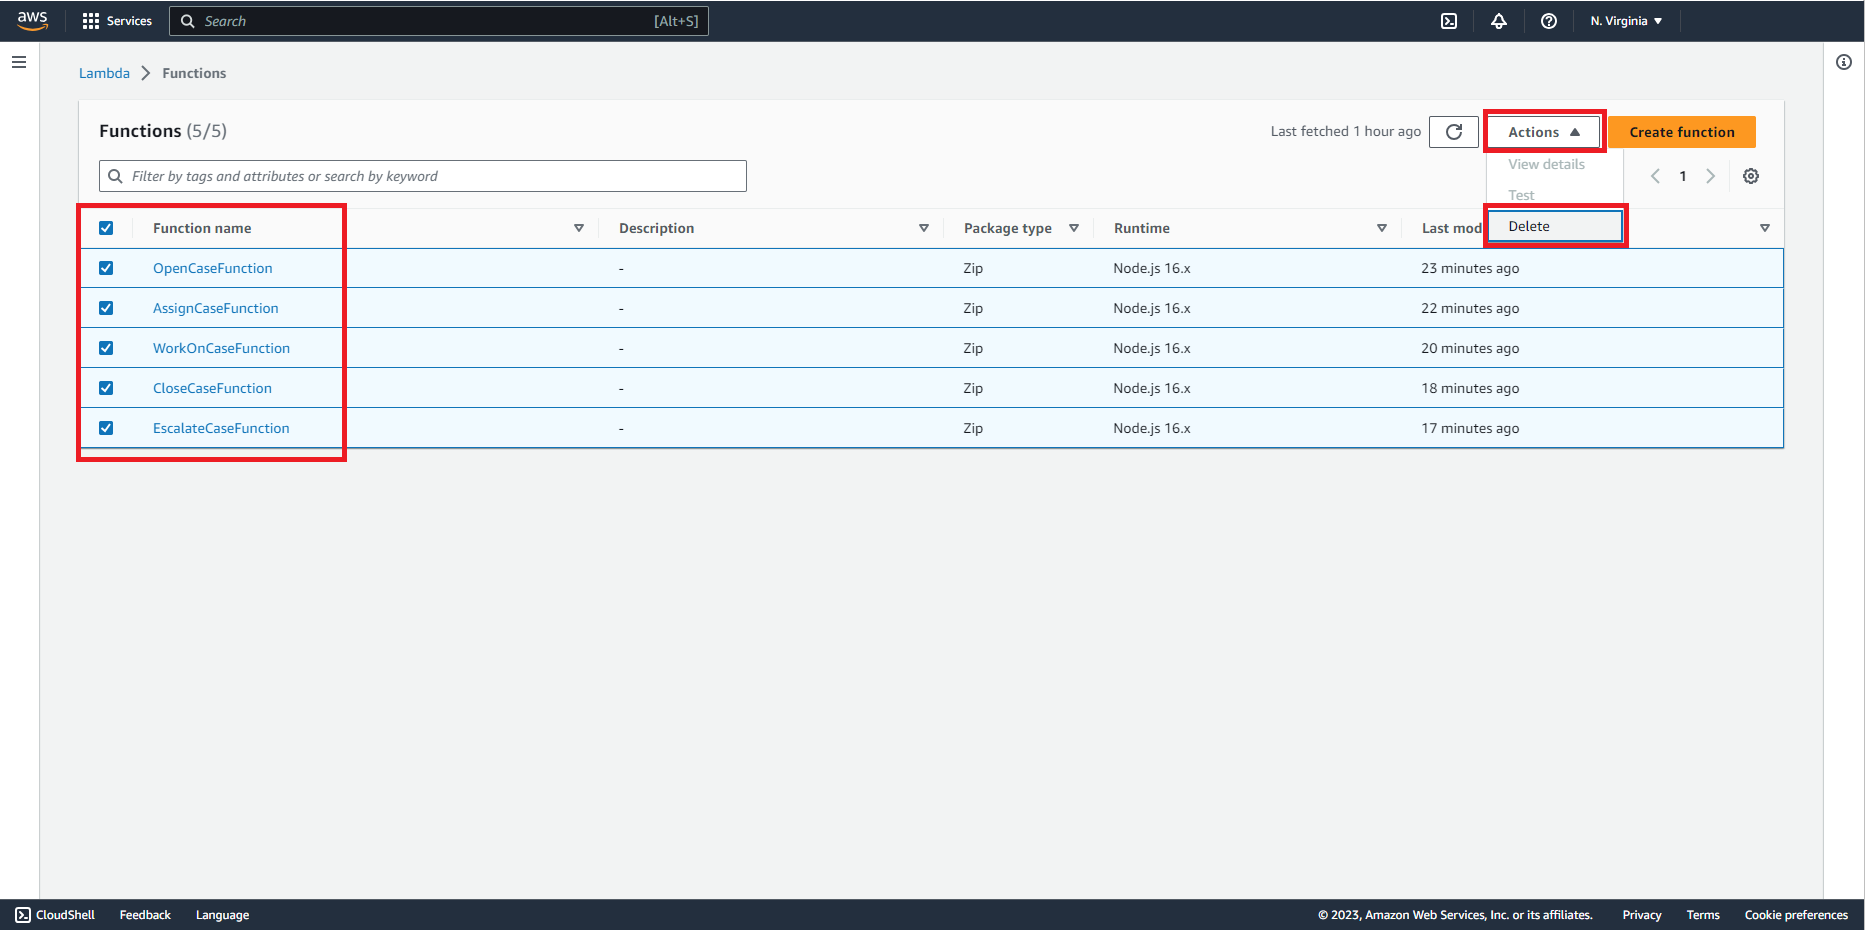 aws Services Search [Alt+S] N. Virginia
Lambda Functions
Functions (5/5) Last fetched 1 hour ago Actions Create function
View details
Filter by tags and attributes or search by keyword 1
Test
Function name Description Package type Runtime Last mod Delete
OpenCaseFunction - Zip Node.js 16.x 23 minutes ago
AssignCaseFunction - Zip Node.js 16.x 22 minutes ago
WorkOnCaseFunction - Zip Node.js 16.x 20 minutes ago
CloseCaseFunction - Zip Node.js 16.x 18 minutes ago
EscalateCaseFunction - Zip Node.js 16.x 17 minutes ago
CloudShell Feedback Language © 2023, Amazon Web Services, Inc. or its affiliates. Privacy Terms Cookie preferences